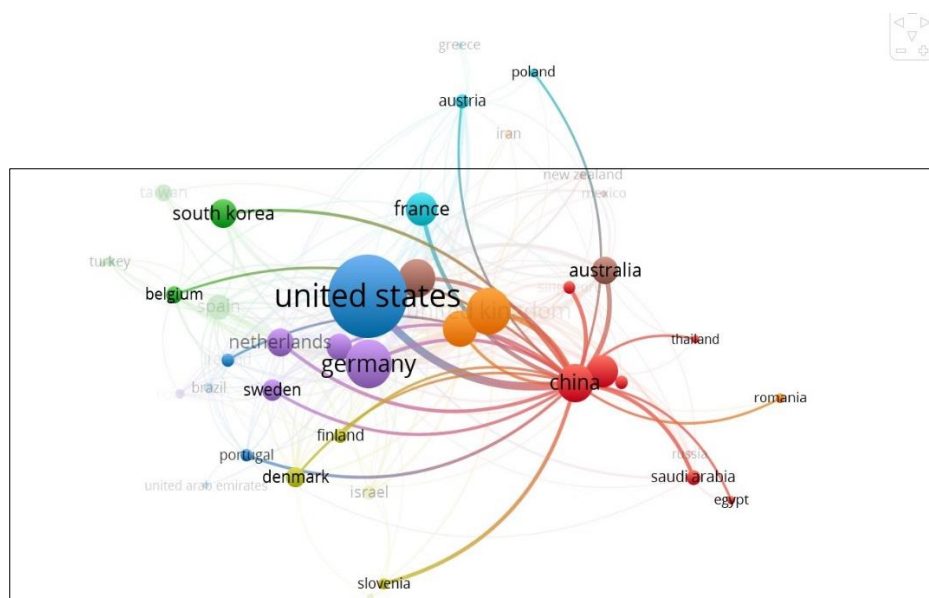 greece
poland
austria
iran
new zealand
taiwan
mexico
south korea
france
turkey
australia
belgium
united states
spain
united kingdom
netherlands
thailand
germany
china
brazil
sweden
romania
finland
portugal
russia
denmark
saudi arabia
united arab emirates
israel
egypt
slovenia